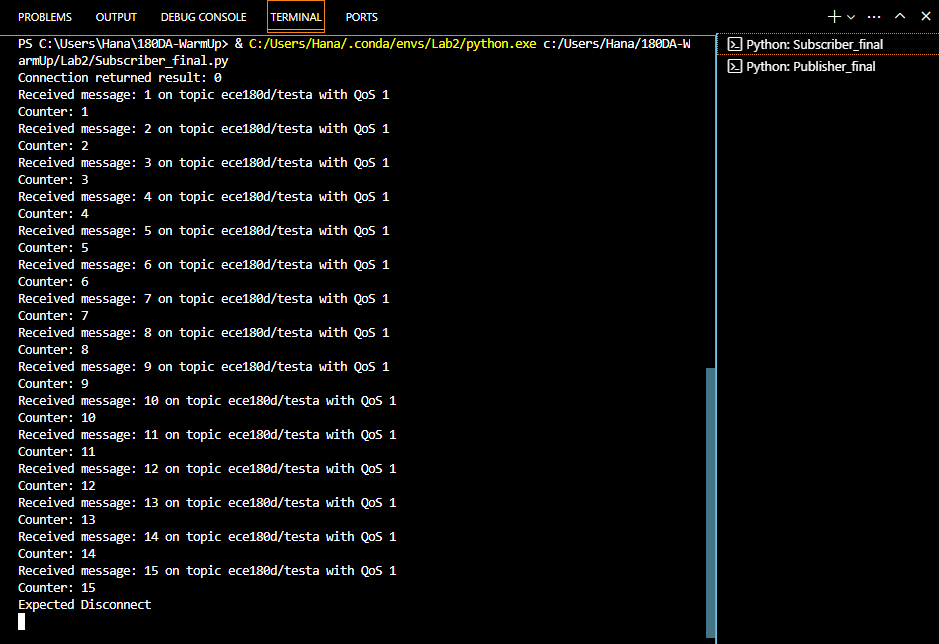 PROBLEMS OUTPUT DEBUG CONSOLE TERMINAL PORTS
PS C:\Users\Hana\180DA-WarmUp> & C:/Users/Hana/.conda/envs/Lab2/python.exe c:/Users/Hana/180DA-W
armUp/Lab2/Subscriber_final.py
Connection returned result: 0
Received message: 1 on topic ece180d/testa with QoS 1
Counter: 1
Received message: 2 on topic ece180d/testa with QoS 1
Counter: 2
Received message: 3 on topic ece180d/testa with QoS 1
Counter: 3
Received message: 4 on topic ece180d/testa with QoS 1
Counter: 4
Received message: 5 on topic ece180d/testa with QoS 1
Counter: 5
Received message: 6 on topic ece180d/testa with QoS 1
Counter: 6
Received message: 7 on topic ece180d/testa with QoS 1
Counter: 7
Received message: 8 on topic ece180d/testa with QoS 1
Counter: 8
Received message: 9 on topic ece180d/testa with QoS 1
Counter: 9
Received message: 10 on topic ece180d/testa with QoS 1
Counter: 10
Received message: 11 on topic ece180d/testa with QoS 1
Counter: 11
Received message: 12 on topic ece180d/testa with QoS 1
Counter: 12
Received message: 13 on topic ece180d/testa with QoS 1
Counter: 13
Received message: 14 on topic ece180d/testa with QoS 1
Counter: 14
Received message: 15 on topic ece180d/testa with QoS 1
Counter: 15
Expected Disconnect
Python: Subscriber_final
Python: Publisher_final